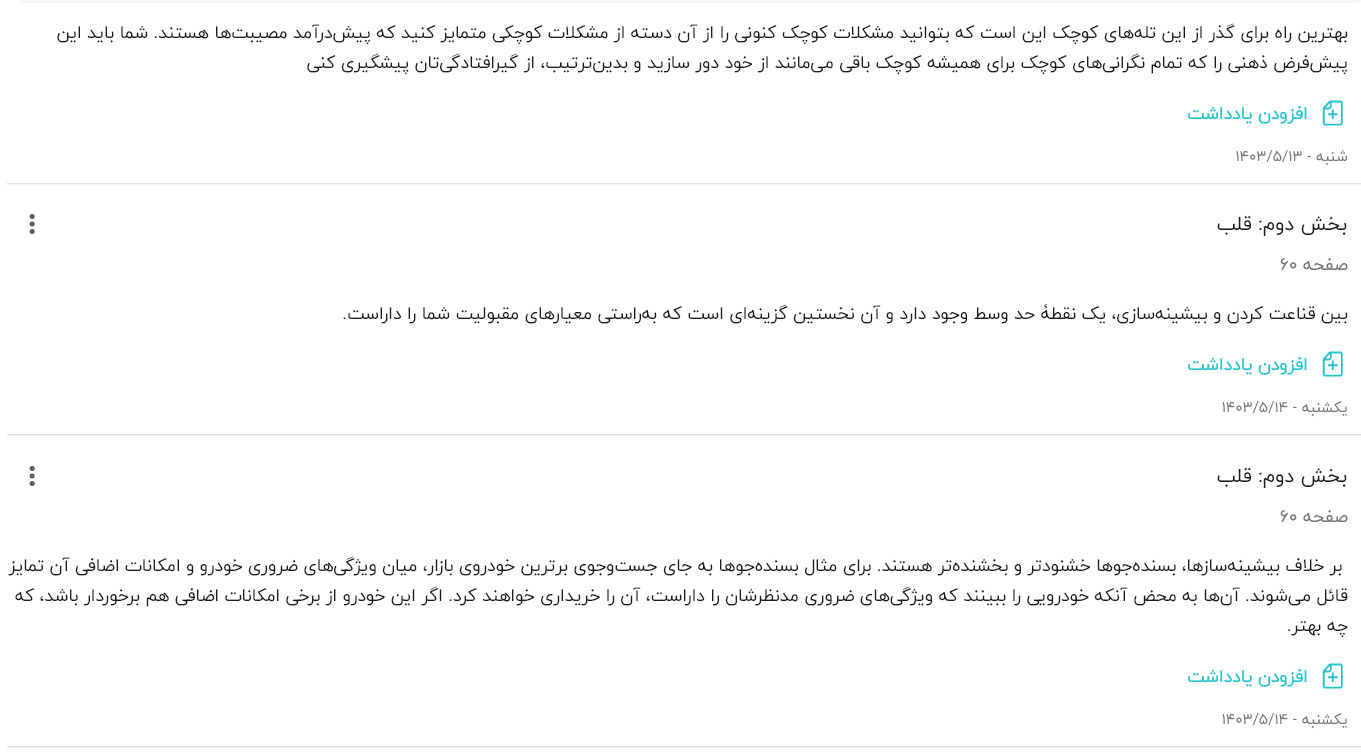 بهترین راه برای گذر از این تله‌های کوچک این است که بتوانید مشکلات کوچک کنونی را از آن دسته از مشکلات کوچکی متمایز کنید که پیش‌درآمد مصیبت‌ها هستند. شما باید این
پیش‌فرض ذهنی را که تمام نگرانی‌های کوچک برای همیشه کوچک باقی می‌مانند از خود دور سازید و بدین‌ترتیب، از گیرافتادگی‌تان پیشگیری کنی
افزودن یادداشت
شنبه - ۱۴۰۳/۵/۱۳
بخش دوم: قلب
صفحه ۶۰
بین قناعت کردن و بیشینه‌سازی، یک نقطهٔ حد وسط وجود دارد و آن نخستین گزینه‌ای است که به‌راستی معیارهای مقبولیت شما را داراست.
افزودن یادداشت
یکشنبه - ۱۴۰۳/۵/۱۴
بخش دوم: قلب
صفحه ۶۰
بر خلاف بیشینه‌سازها، بسنده‌جوها خشنودتر و بخشنده‌تر هستند. برای مثال بسنده‌جوها به جای جست‌وجوی برترین خودروی بازار، میان ویژگی‌های ضروری خودرو و امکانات اضافی آن تمایز
قائل می‌شوند. آن‌ها به محض آنکه خودرویی را ببینند که ویژگی‌های ضروری مدنظرشان را داراست، آن را خریداری خواهند کرد. اگر این خودرو از برخی امکانات اضافی هم برخوردار باشد، که
چه بهتر.
افزودن یادداشت
یکشنبه - ۱۴۰۳/۵/۱۴